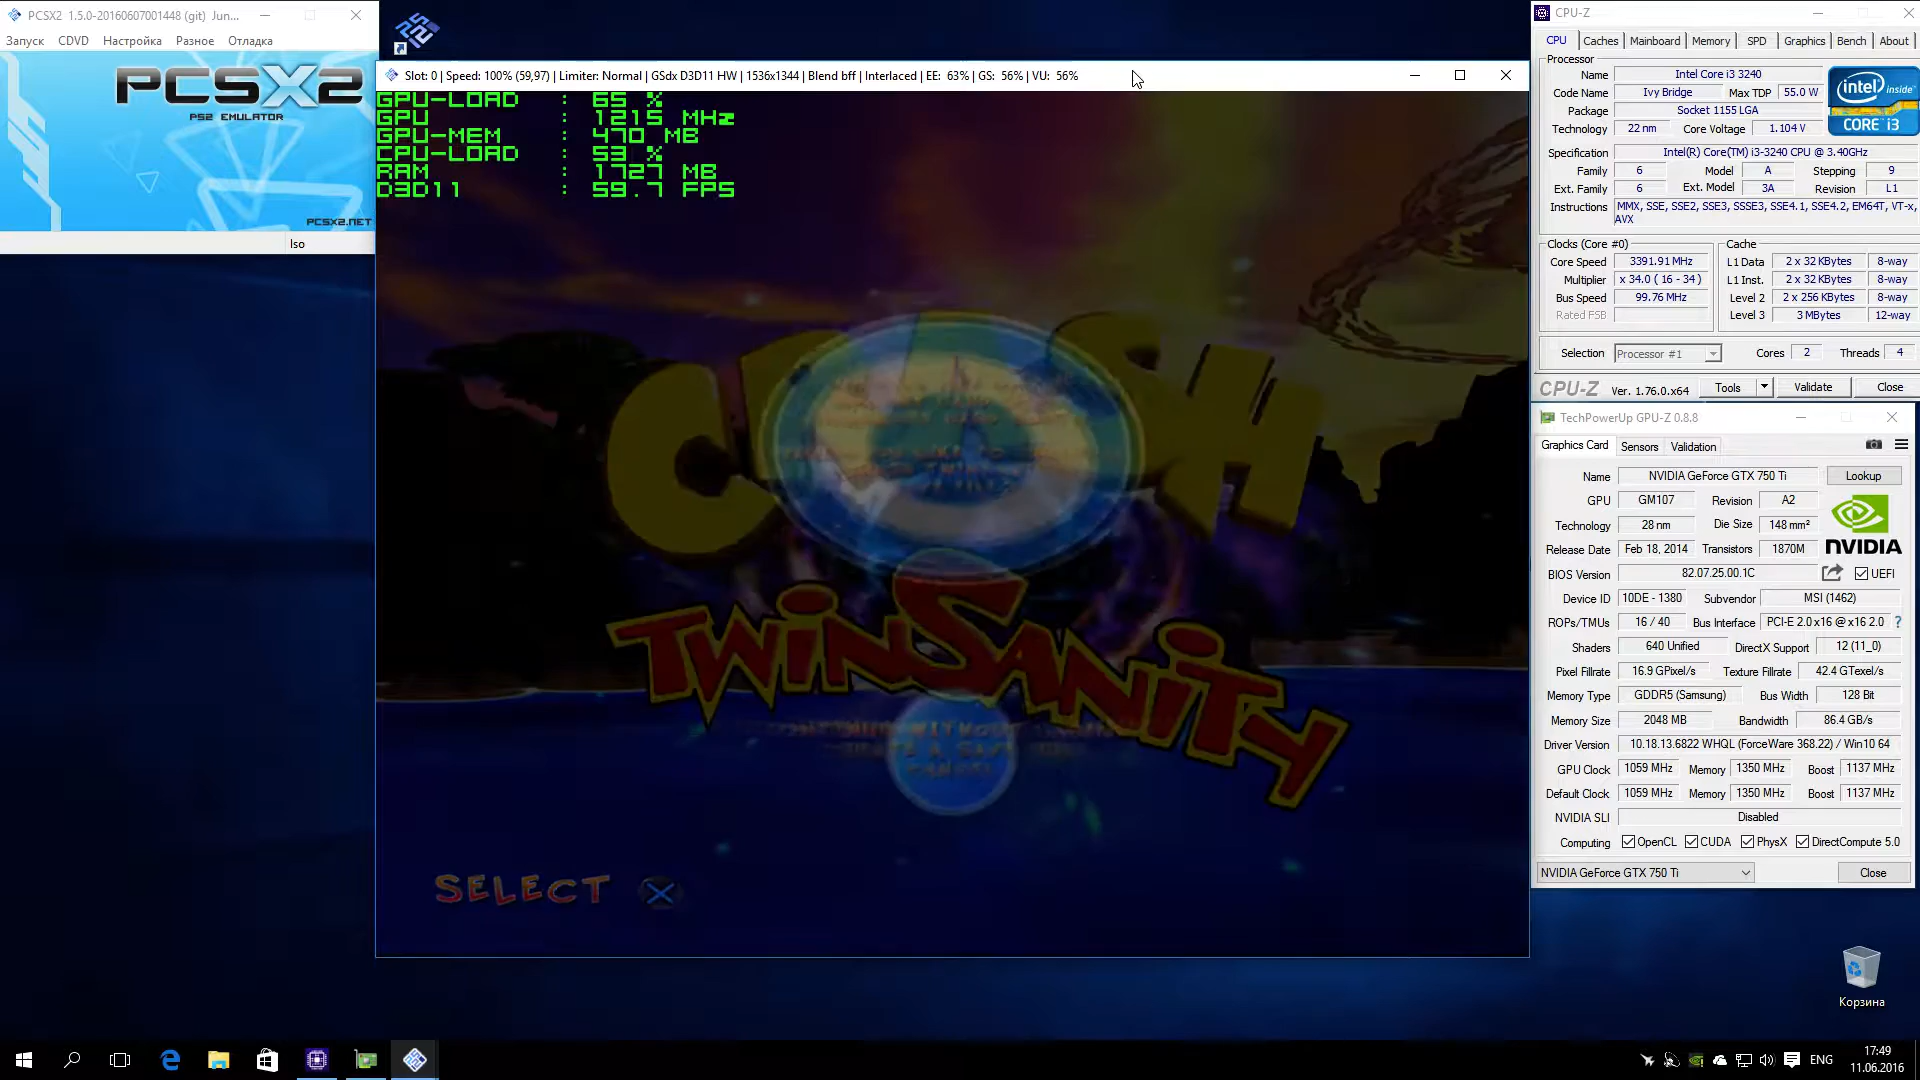 PCSX2 1.5.0-20160607001448 (git) Jun...
Запуск CDVD Настройка Разное Отладка
PCSX2
PS2 EMULATOR
PCSX2.NET
Iso
Slot: 0 | Speed: 100% (59,97) | Limiter: Normal | GSdx D3D11 HW | 1536x1344 | Blend bff | Interlaced | EE: 63% | GS: 56% | VU: 56%
GPU-LOAD : 65 %
GPU : 1215 MHz
GPU-MEM : 470 MB
CPU-LOAD : 53 %
RAM : 1727 MB
D3D11 : 59.7 FPS
CRASH
TWINSANITY
SELECT
CPU-Z
CPU Caches Mainboard Memory SPD Graphics Bench About
Processor
Name Intel Core i3 3240
Code Name Ivy Bridge Max TDP 55.0 W
Package Socket 1155 LGA
Technology 22 nm Core Voltage 1.104 V
intel inside™
CORE i3
Specification Intel(R) Core(TM) i3-3240 CPU @ 3.40GHz
Family 6 Model A Stepping 9
Ext. Family 6 Ext. Model 3A Revision L1
Instructions MMX, SSE, SSE2, SSE3, SSSE3, SSE4.1, SSE4.2, EM64T, VT-x,
AVX
Clocks (Core #0)
Core Speed 3391.91 MHz
Multiplier x 34.0 ( 16 - 34 )
Bus Speed 99.76 MHz
Rated FSB
Cache
L1 Data 2 x 32 KBytes 8-way
L1 Inst. 2 x 32 KBytes 8-way
Level 2 2 x 256 KBytes 8-way
Level 3 3 MBytes 12-way
Selection Processor #1 Cores 2 Threads 4
CPU-Z Ver. 1.76.0.x64 Tools Validate Close
TechPowerUp GPU-Z 0.8.8
Graphics Card Sensors Validation
Name NVIDIA GeForce GTX 750 Ti Lookup
GPU GM107 Revision A2
Technology 28 nm Die Size 148 mm²
Release Date Feb 18, 2014 Transistors 1870M
NVIDIA
BIOS Version 82.07.25.00.1C UEFI
Device ID 10DE - 1380 Subvendor MSI (1462)
ROPs/TMUs 16 / 40 Bus Interface PCI-E 2.0 x16 @ x16 2.0 ?
Shaders 640 Unified DirectX Support 12 (11_0)
Pixel Fillrate 16.9 GPixel/s Texture Fillrate 42.4 GTexel/s
Memory Type GDDR5 (Samsung) Bus Width 128 Bit
Memory Size 2048 MB Bandwidth 86.4 GB/s
Driver Version 10.18.13.6822 WHQL (ForceWare 368.22) / Win10 64
GPU Clock 1059 MHz Memory 1350 MHz Boost 1137 MHz
Default Clock 1059 MHz Memory 1350 MHz Boost 1137 MHz
NVIDIA SLI Disabled
Computing OpenCL CUDA PhysX DirectCompute 5.0
NVIDIA GeForce GTX 750 Ti Close
Корзина
ENG
17:49
11.06.2016